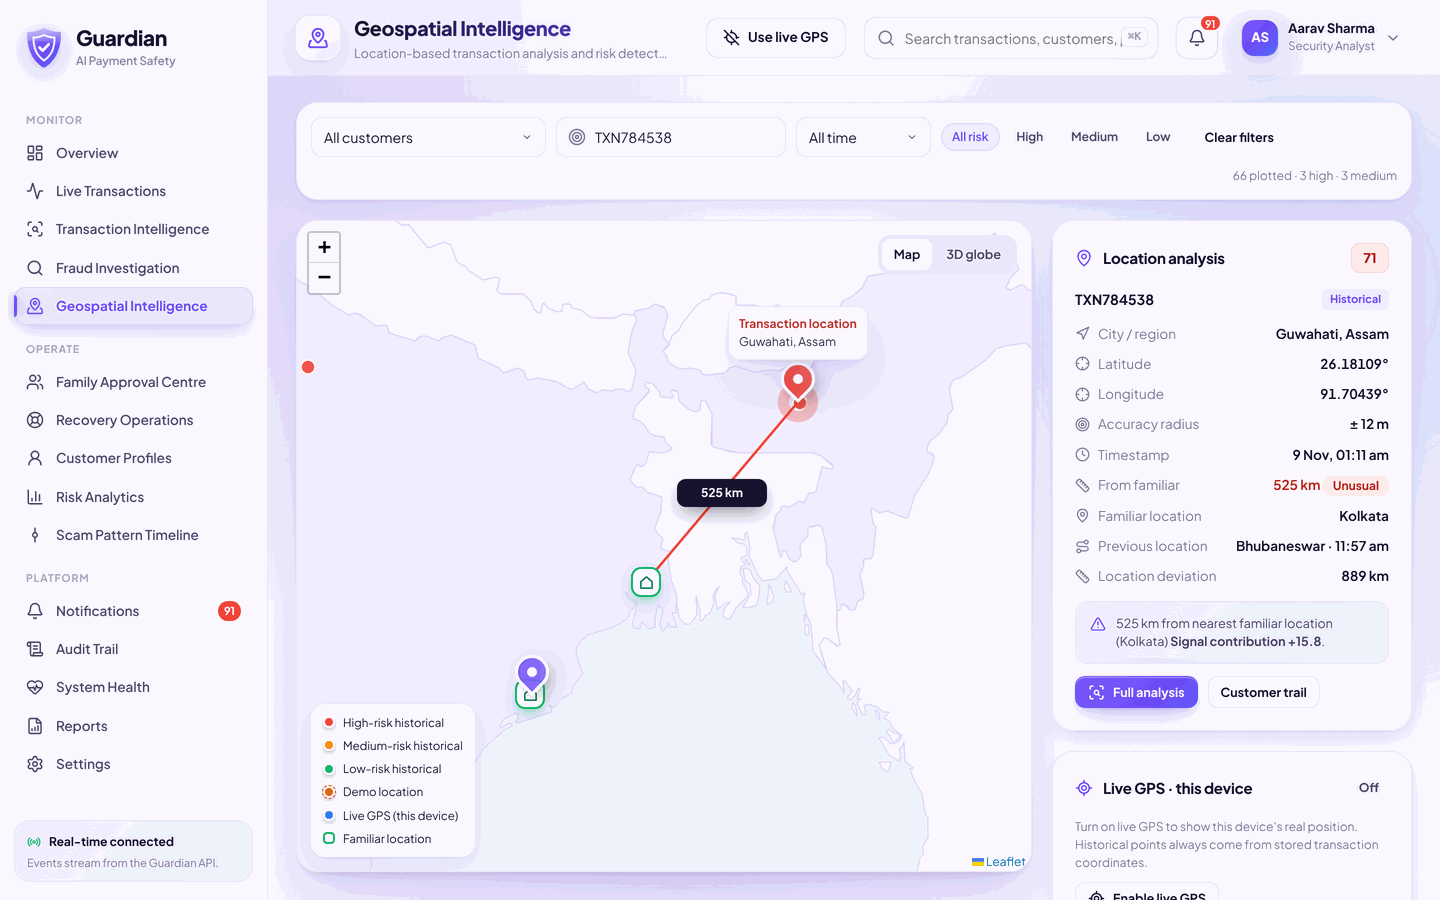 Guardian
AI Payment Safety
MONITOR
Overview
Live Transactions
Transaction Intelligence
Fraud Investigation
Geospatial Intelligence
OPERATE
Family Approval Centre
Recovery Operations
Customer Profiles
Risk Analytics
Scam Pattern Timeline
PLATFORM
Notifications
91
Audit Trail
System Health
Reports
Settings
Real-time connected
Events stream from the Guardian API.
Geospatial Intelligence
Location-based transaction analysis and risk detect...
Use live GPS
Search transactions, customers,
⌘K
91
AS
Aarav Sharma
Security Analyst
All customers
TXN784538
All time
All risk
High
Medium
Low
Clear filters
66 plotted · 3 high · 3 medium
+
−
Map
3D globe
Transaction location
Guwahati, Assam
525 km
High-risk historical
Medium-risk historical
Low-risk historical
Demo location
Live GPS (this device)
Familiar location
Leaflet
Location analysis
71
TXN784538
Historical
City / region Guwahati, Assam
Latitude 26.18109°
Longitude 91.70439°
Accuracy radius ± 12 m
Timestamp 9 Nov, 01:11 am
From familiar 525 km Unusual
Familiar location Kolkata
Previous location Bhubaneswar · 11:57 am
Location deviation 889 km
525 km from nearest familiar location
(Kolkata) Signal contribution +15.8.
Full analysis
Customer trail
Live GPS · this device
Off
Turn on live GPS to show this device's real position.
Historical points always come from stored transaction
coordinates.
Enable live GPS